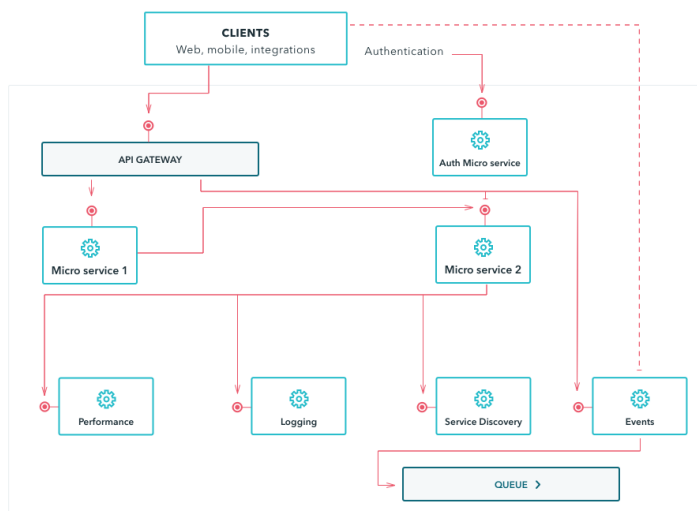 CLIENTS
Web, mobile, integrations
Authentication
API GATEWAY
Auth Micro service
Micro service 1
Micro service 2
Performance
Logging
Service Discovery
Events
QUEUE